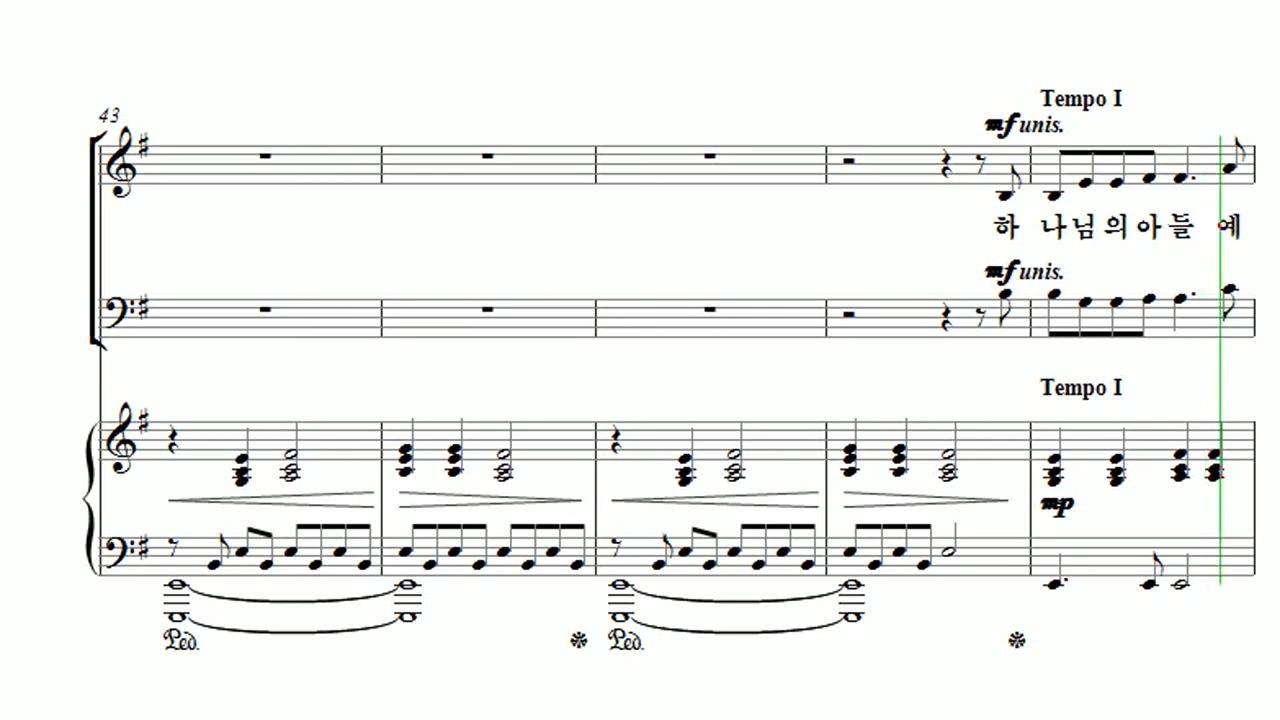 43
Tempo I
mf unis.
하 나님의아들 예
mf unis.
Tempo I
mp
Ped. Ped.